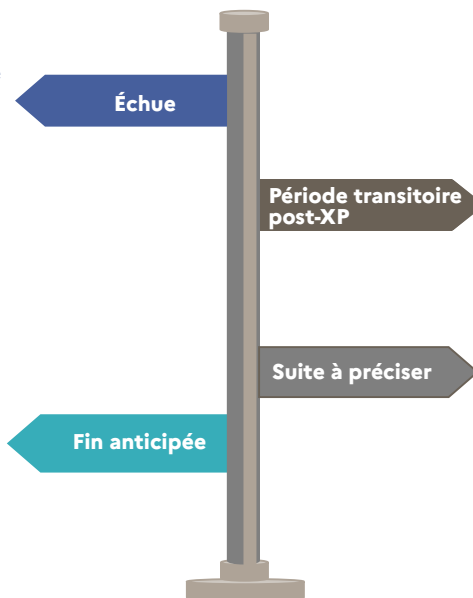 Échue
Période transitoire
post-XP
Suite à préciser
Fin anticipée